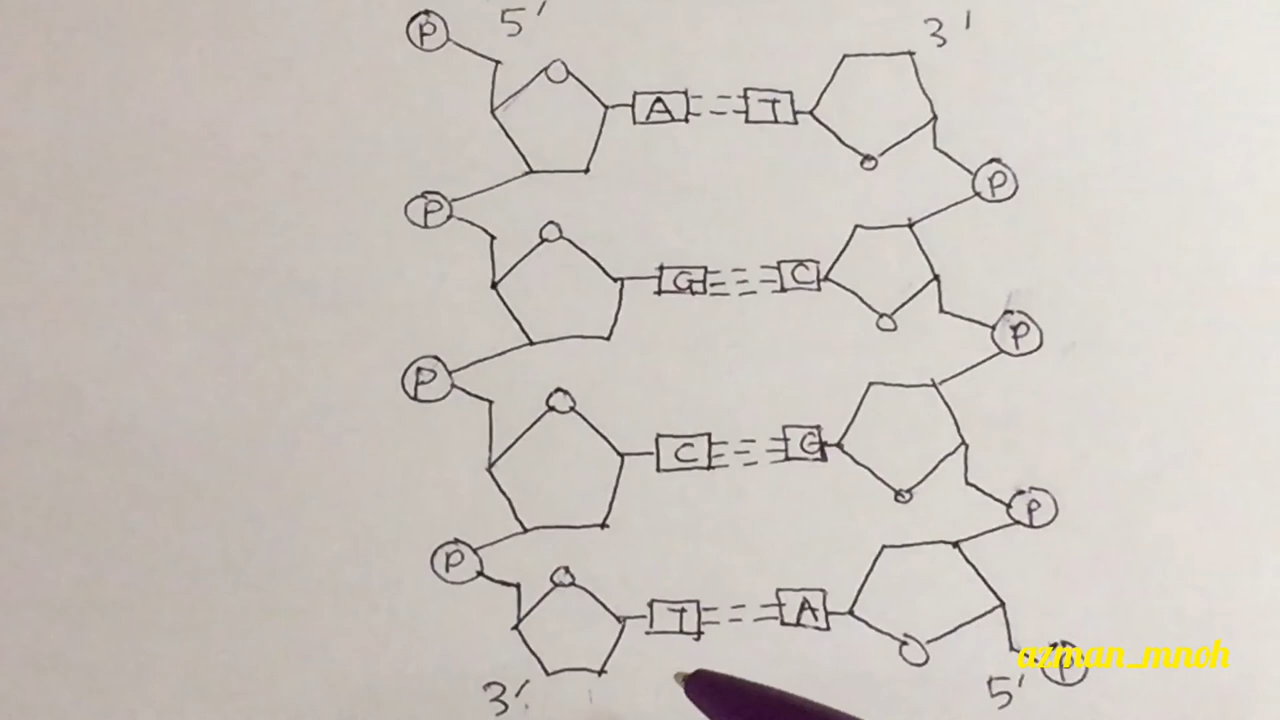 P 5' 3'
A T
P P
G C
P P
C G
P P
T A
azman_mnoh
P
3' 5'